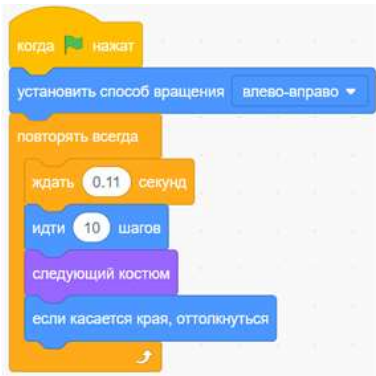 когда нажат
установить способ вращения влево-вправо
повторять всегда
ждать 0.11 секунд
идти 10 шагов
следующий костюм
если касается края, оттолкнуться